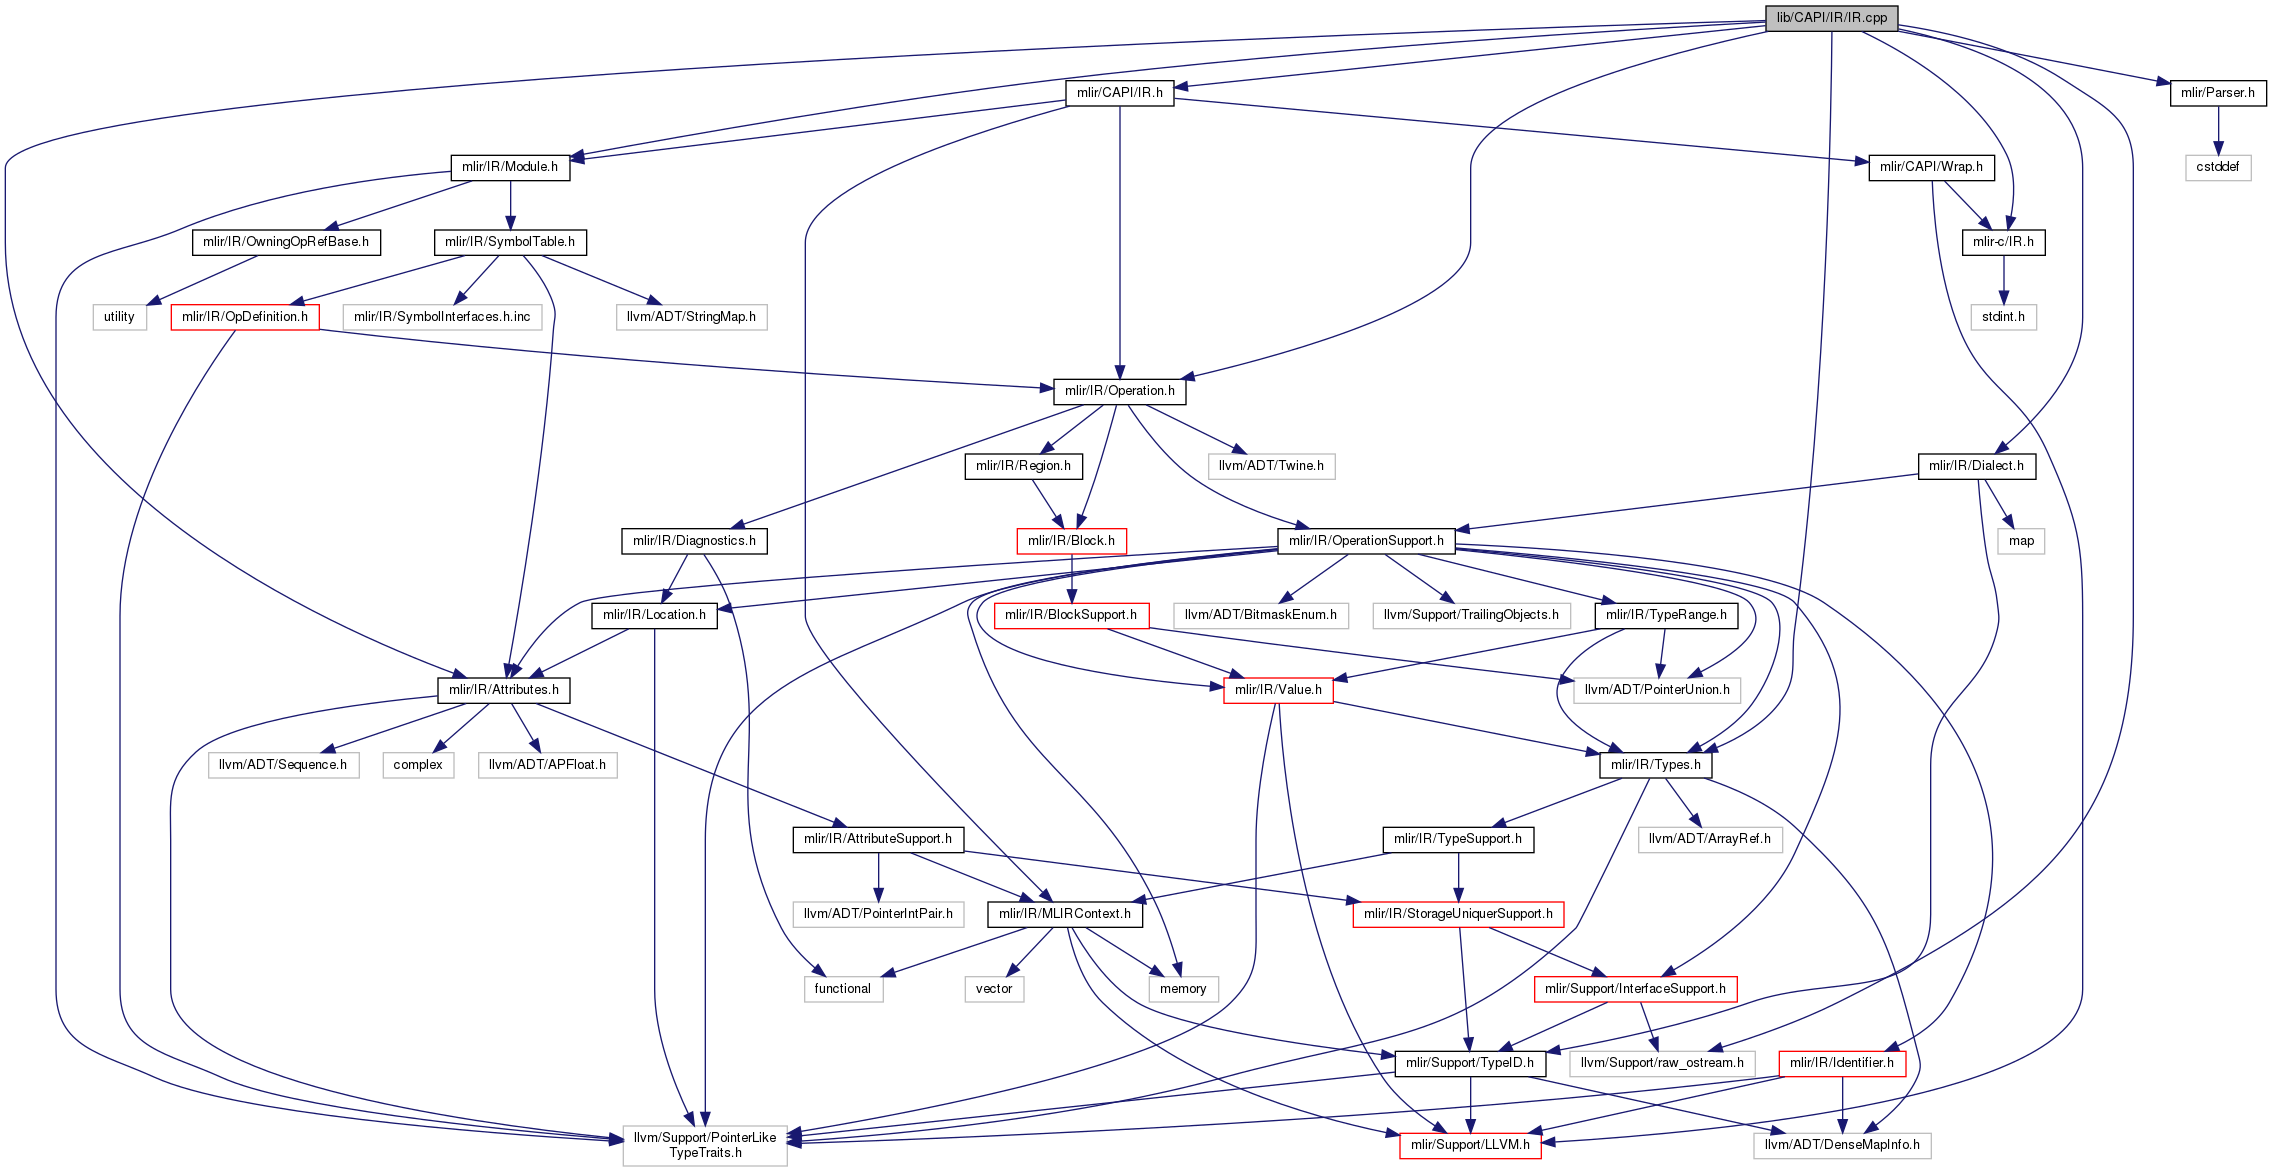 lib/CAPI/IR/IR.cpp
mlir/CAPI/IR.h
mlir/Parser.h
mlir/IR/Module.h
mlir/CAPI/Wrap.h
cstddef
mlir/IR/OwningOpRefBase.h
mlir/IR/SymbolTable.h
mlir-c/IR.h
utility
mlir/IR/OpDefinition.h
mlir/IR/SymbolInterfaces.h.inc
llvm/ADT/StringMap.h
stdint.h
mlir/IR/Operation.h
mlir/IR/Region.h
llvm/ADT/Twine.h
mlir/IR/Dialect.h
mlir/IR/Diagnostics.h
mlir/IR/Block.h
mlir/IR/OperationSupport.h
map
mlir/IR/Location.h
mlir/IR/BlockSupport.h
llvm/ADT/BitmaskEnum.h
llvm/Support/TrailingObjects.h
mlir/IR/TypeRange.h
mlir/IR/Attributes.h
mlir/IR/Value.h
llvm/ADT/PointerUnion.h
llvm/ADT/Sequence.h
complex
llvm/ADT/APFloat.h
mlir/IR/Types.h
mlir/IR/AttributeSupport.h
mlir/IR/TypeSupport.h
llvm/ADT/ArrayRef.h
llvm/ADT/PointerIntPair.h
mlir/IR/MLIRContext.h
mlir/IR/StorageUniquerSupport.h
functional
vector
memory
mlir/Support/InterfaceSupport.h
mlir/Support/TypeID.h
llvm/Support/raw_ostream.h
mlir/IR/Identifier.h
llvm/Support/PointerLike
TypeTraits.h
mlir/Support/LLVM.h
llvm/ADT/DenseMapInfo.h